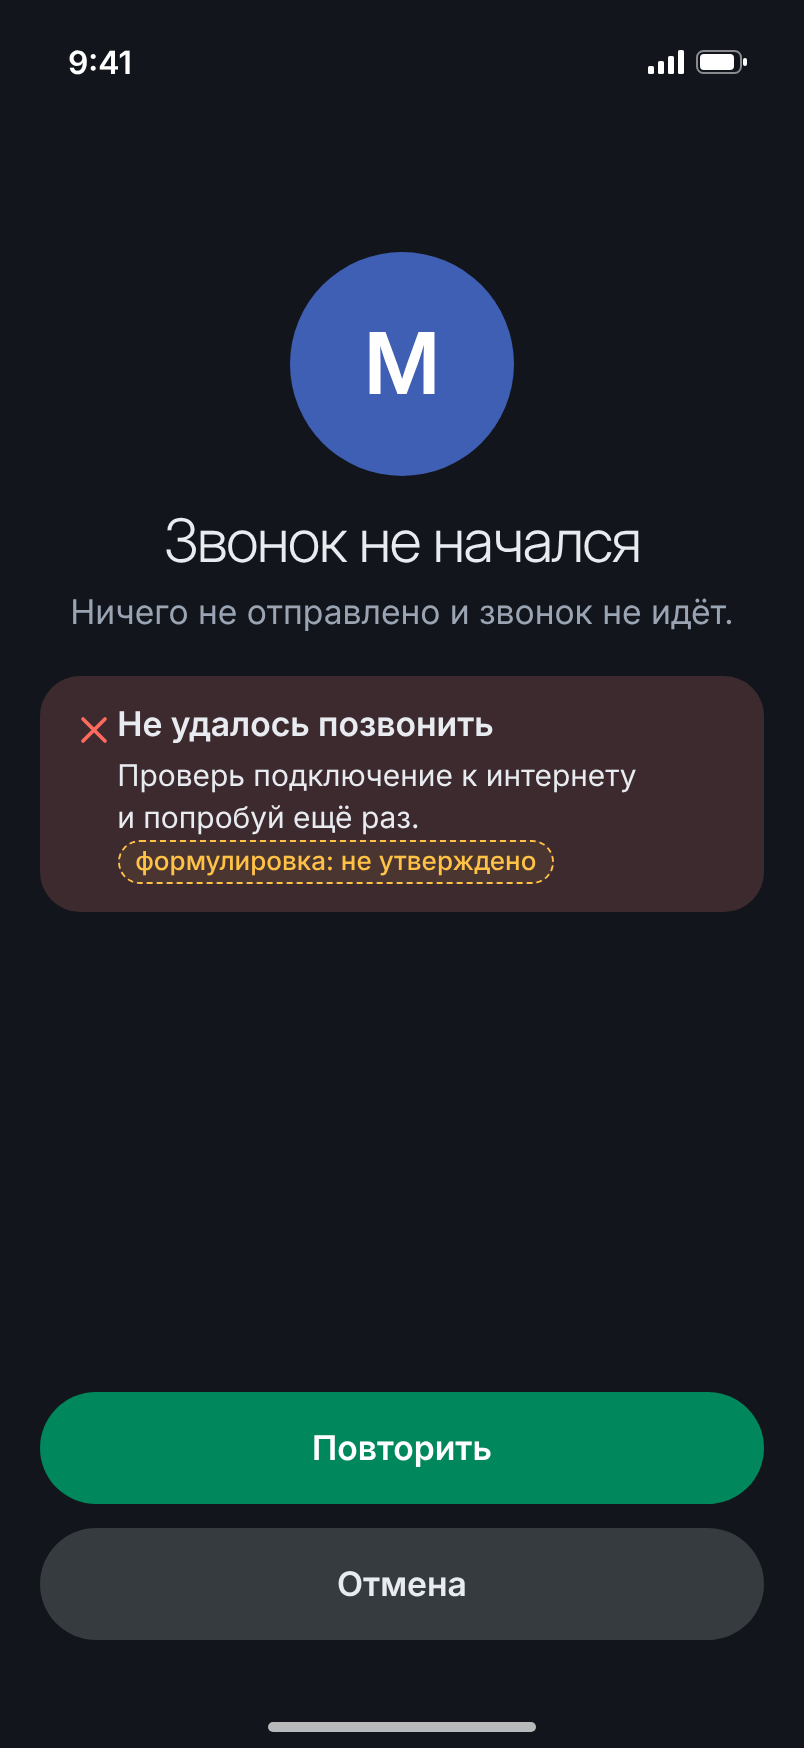 9:41
М
Звонок не начался
Ничего не отправлено и звонок не идёт.
Не удалось позвонить
Проверь подключение к интернету
и попробуй ещё раз.
формулировка: не утверждено
Повторить
Отмена